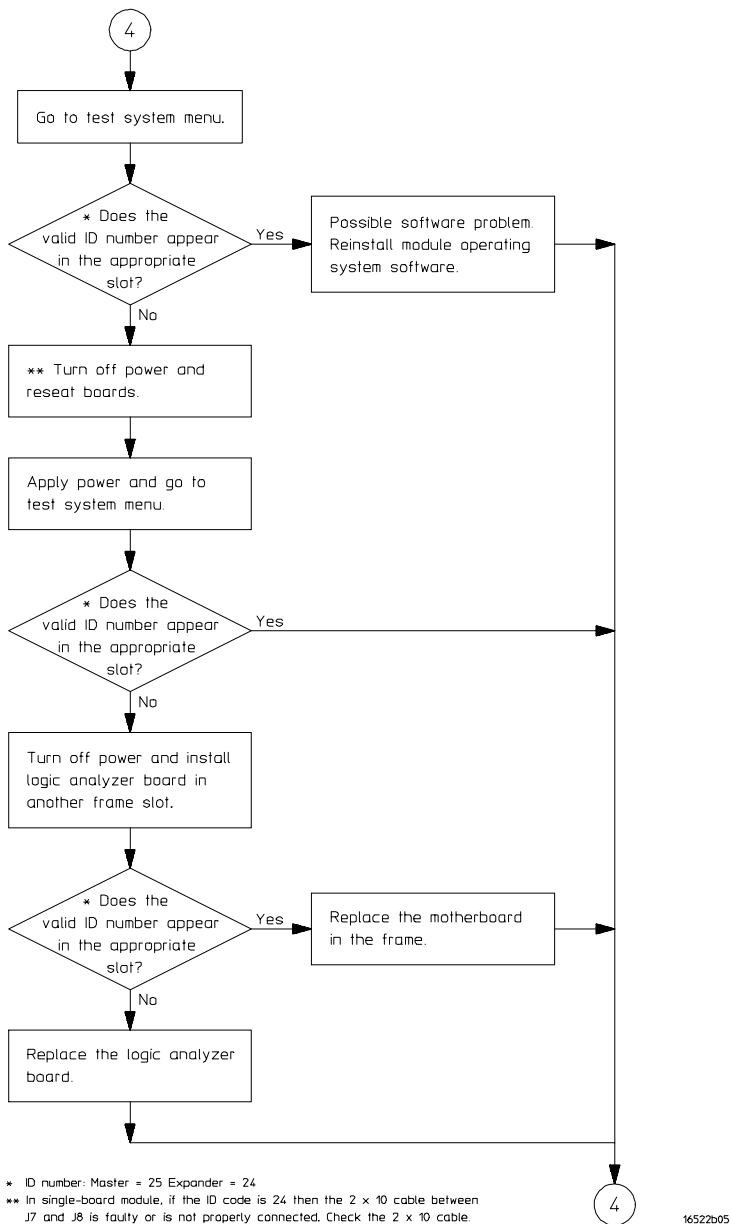 4
Go to test system menu.
* Does the
valid ID number appear
in the appropriate
slot?
Yes
Possible software problem.
Reinstall module operating
system software.
No
** Turn off power and
reseat boards.
Apply power and go to
test system menu.
* Does the
valid ID number appear
in the appropriate
slot?
Yes
No
Turn off power and install
logic analyzer board in
another frame slot.
* Does the
valid ID number appear
in the appropriate
slot?
Yes
Replace the motherboard
in the frame.
No
Replace the logic analyzer
board.
* ID number: Master = 25 Expander = 24
** In single-board module, if the ID code is 24 then the 2 x 10 cable between
J7 and J8 is faulty or is not properly connected. Check the 2 x 10 cable.
4
16522b05